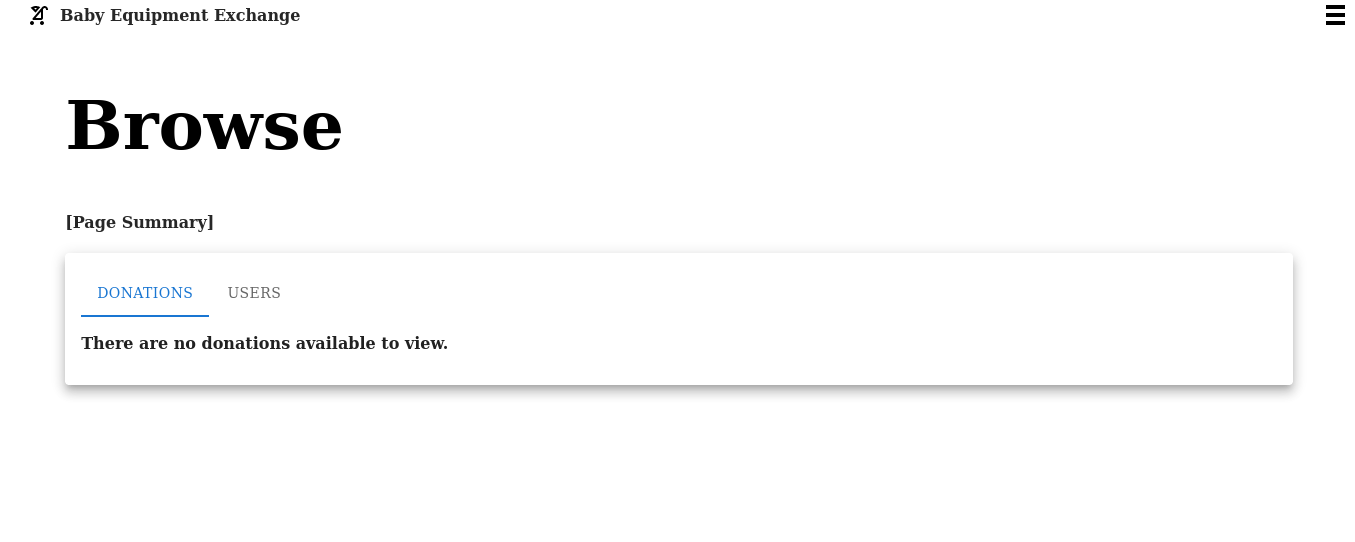 Baby Equipment Exchange
Browse
[Page Summary]
DONATIONS USERS
There are no donations available to view.